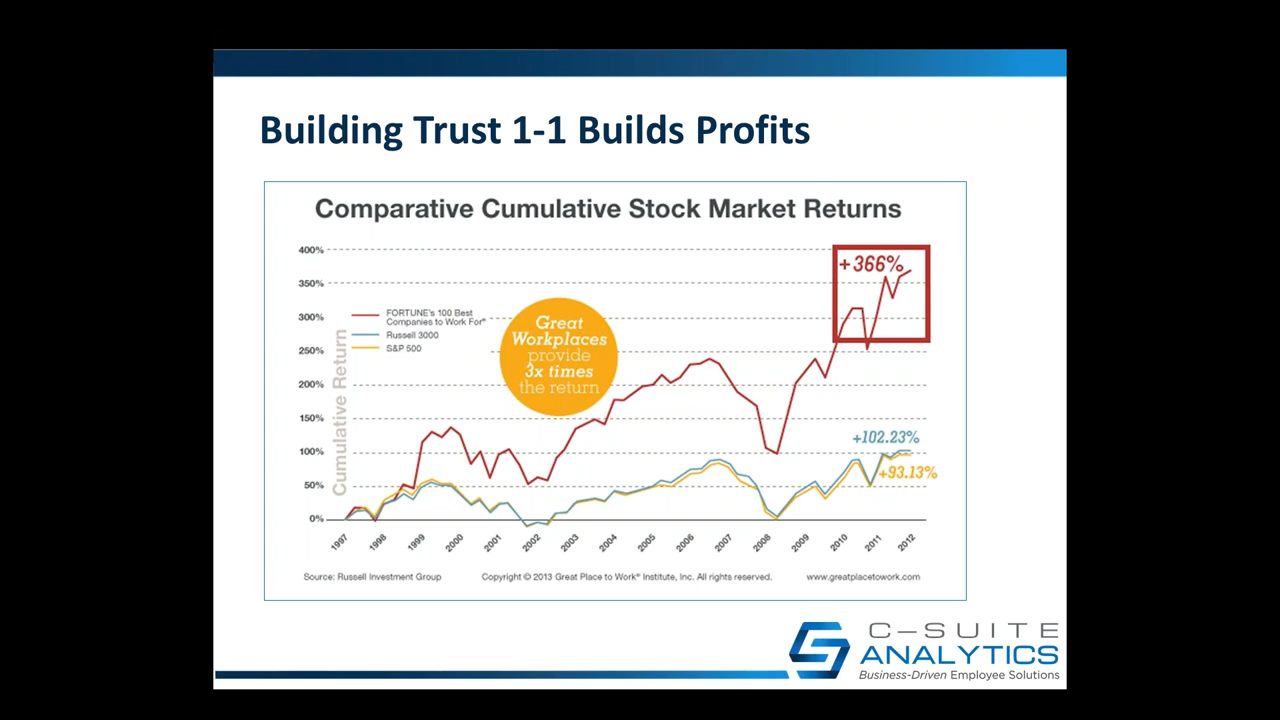 Building Trust 1-1 Builds Profits
Comparative Cumulative Stock Market Returns
400%
350%
300%
250%
200%
150%
100%
50%
0%
Cumulative Return
FORTUNE's 100 Best
Companies to Work For®
Russell 3000
S&P 500
Great
Workplaces
provide
3x times
the return
+366%
+102.23%
+93.13%
1997
1998
1999
2000
2001
2002
2003
2004
2005
2006
2007
2008
2009
2010
2011
2012
Source: Russell Investment Group
Copyright © 2013 Great Place to Work® Institute, Inc. All rights reserved.
www.greatplacetowork.com
C–SUITE
ANALYTICS
Business-Driven Employee Solutions